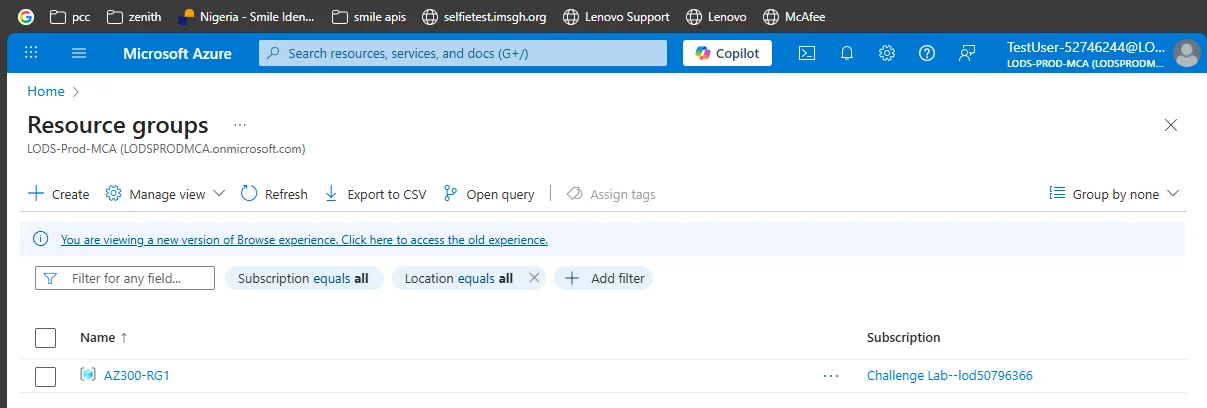 pcc zenith Nigeria - Smile Iden... smile apis selfietest.imsgh.org Lenovo Support Lenovo McAfee
Microsoft Azure Search resources, services, and docs (G+/) Copilot TestUser-52746244@LO...
LODS-PROD-MCA (LODSPRODM...
Home >
Resource groups ...
LODS-Prod-MCA (LODSPRODMCA.onmicrosoft.com)
+ Create Manage view Refresh Export to CSV Open query Assign tags Group by none
You are viewing a new version of Browse experience. Click here to access the old experience.
Filter for any field... Subscription equals all Location equals all Add filter
Name ↑ Subscription
AZ300-RG1 ... Challenge Lab--lod50796366